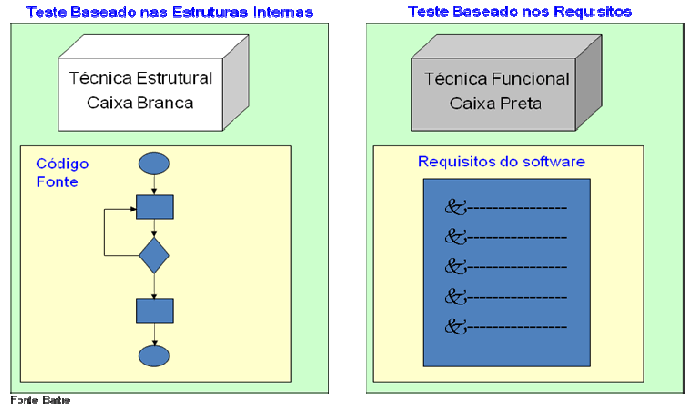 Teste Baseado nas Estruturas Internas
Técnica Estrutural
Caixa Branca
Código
Fonte
Teste Baseado nos Requisitos
Técnica Funcional
Caixa Preta
Requisitos do software
&-----------------
&-----------------
&-----------------
&-----------------
&-----------------
Fonte